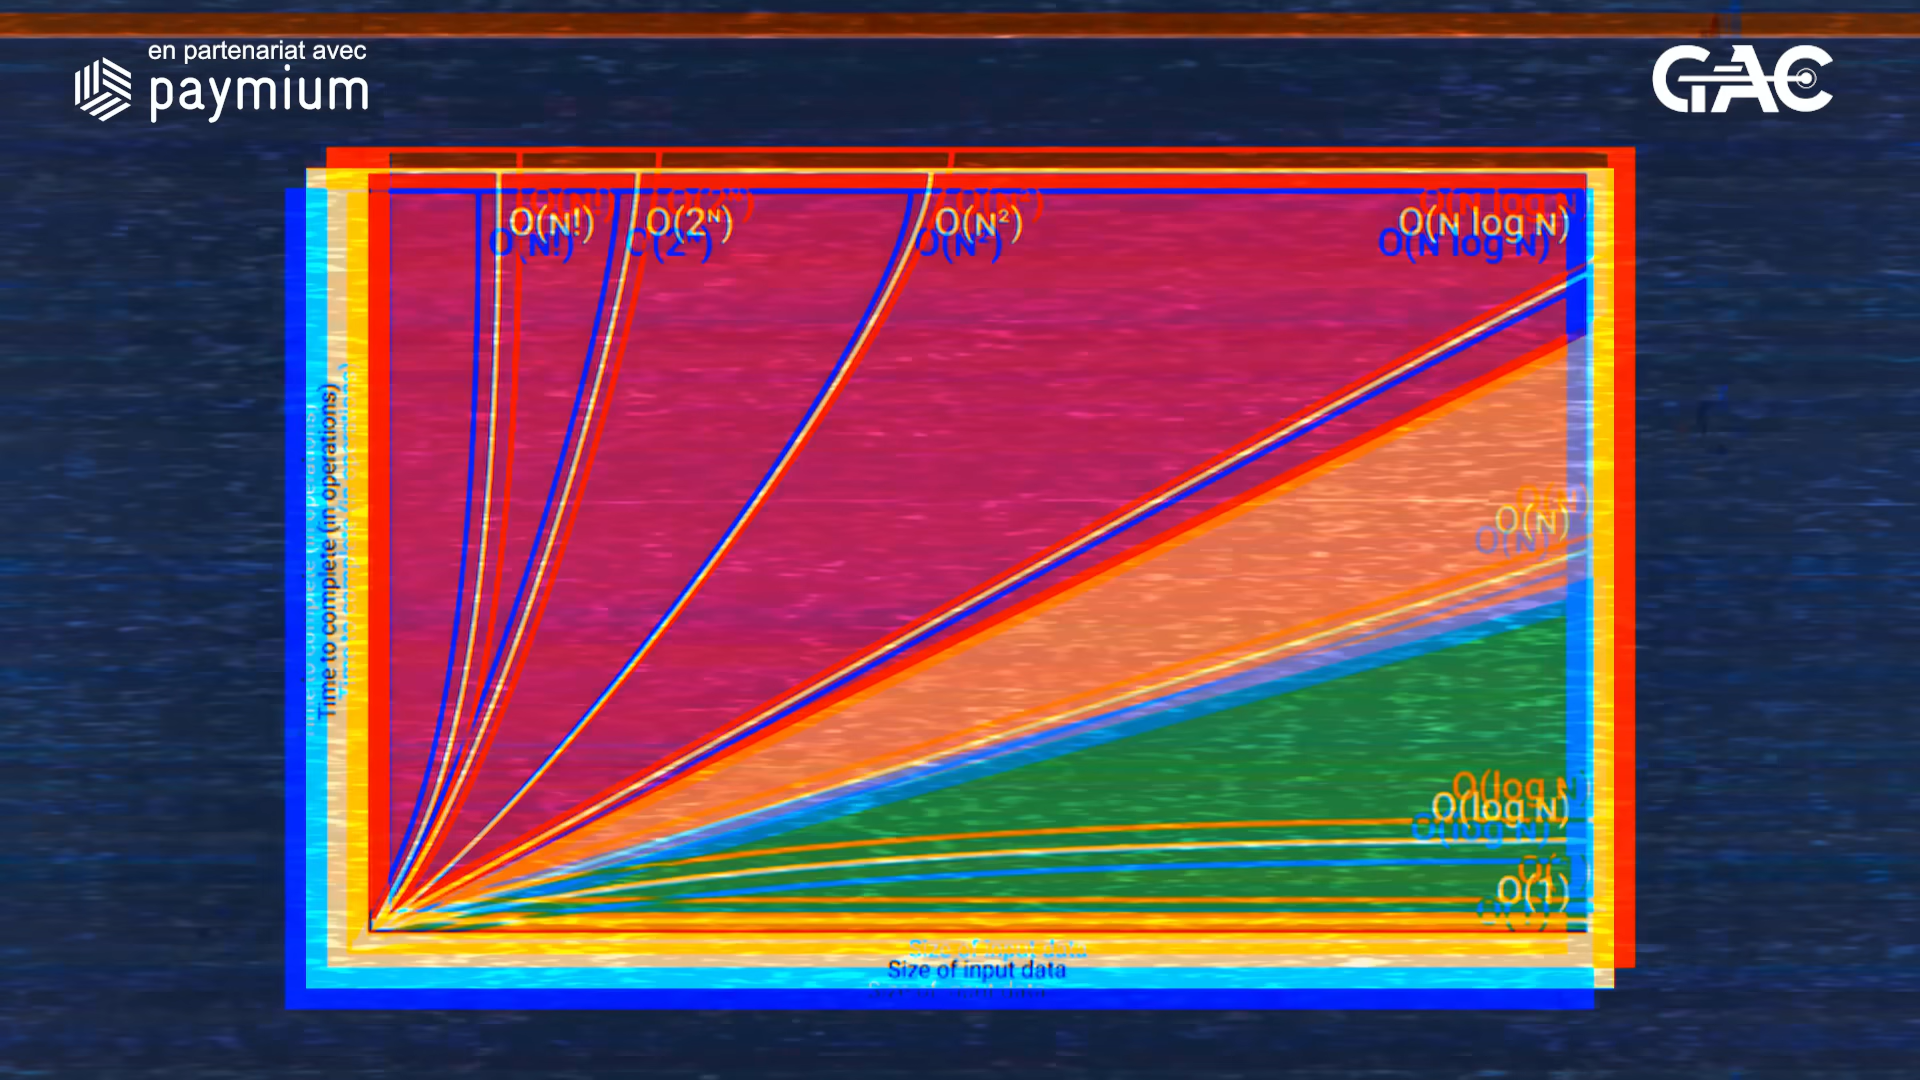 en partenariat avec
paymium
GAC
O(N!)
O(2ᴺ)
O(N²)
O(N log N)
O(N)
O(log N)
O(1)
Time to complete (in operations)
Size of input data